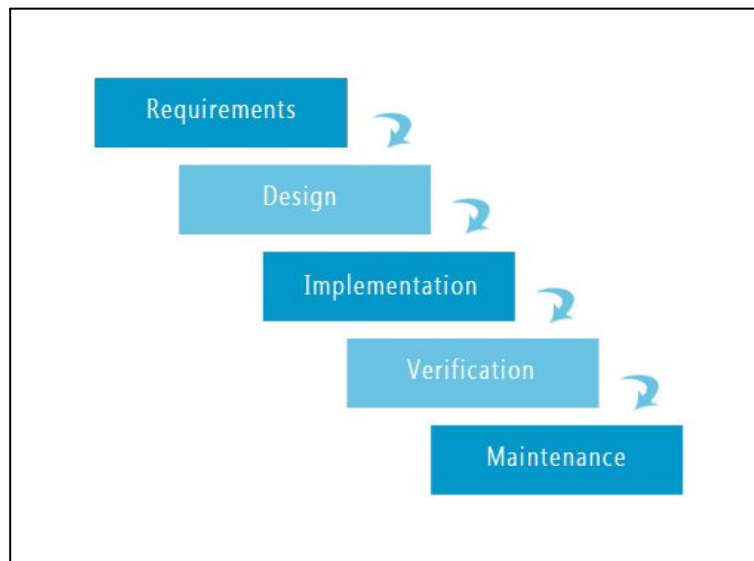 Requirements
Design
Implementation
Verification
Maintenance